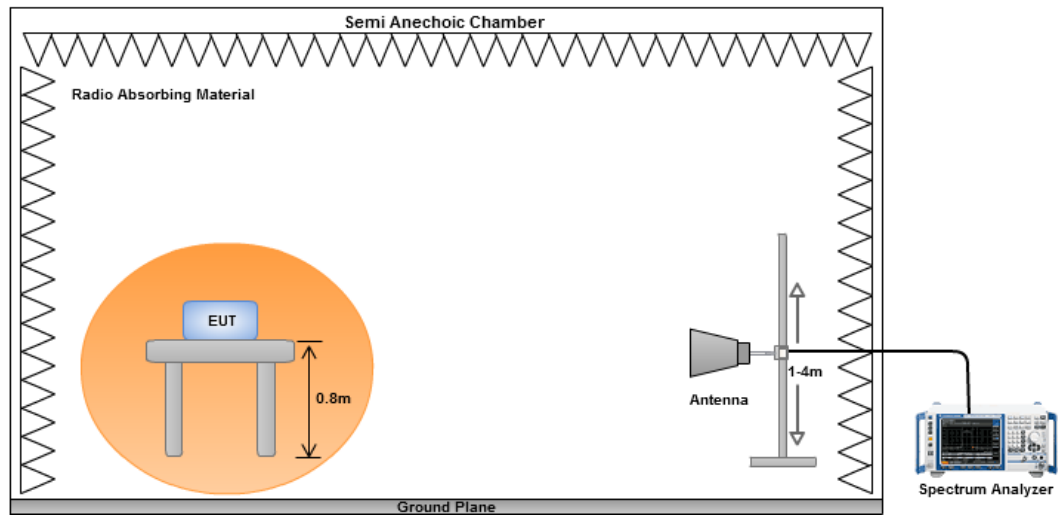 Semi Anechoic Chamber
Radio Absorbing Material
EUT
0.8m
1-4m
Antenna
Spectrum Analyzer
Ground Plane